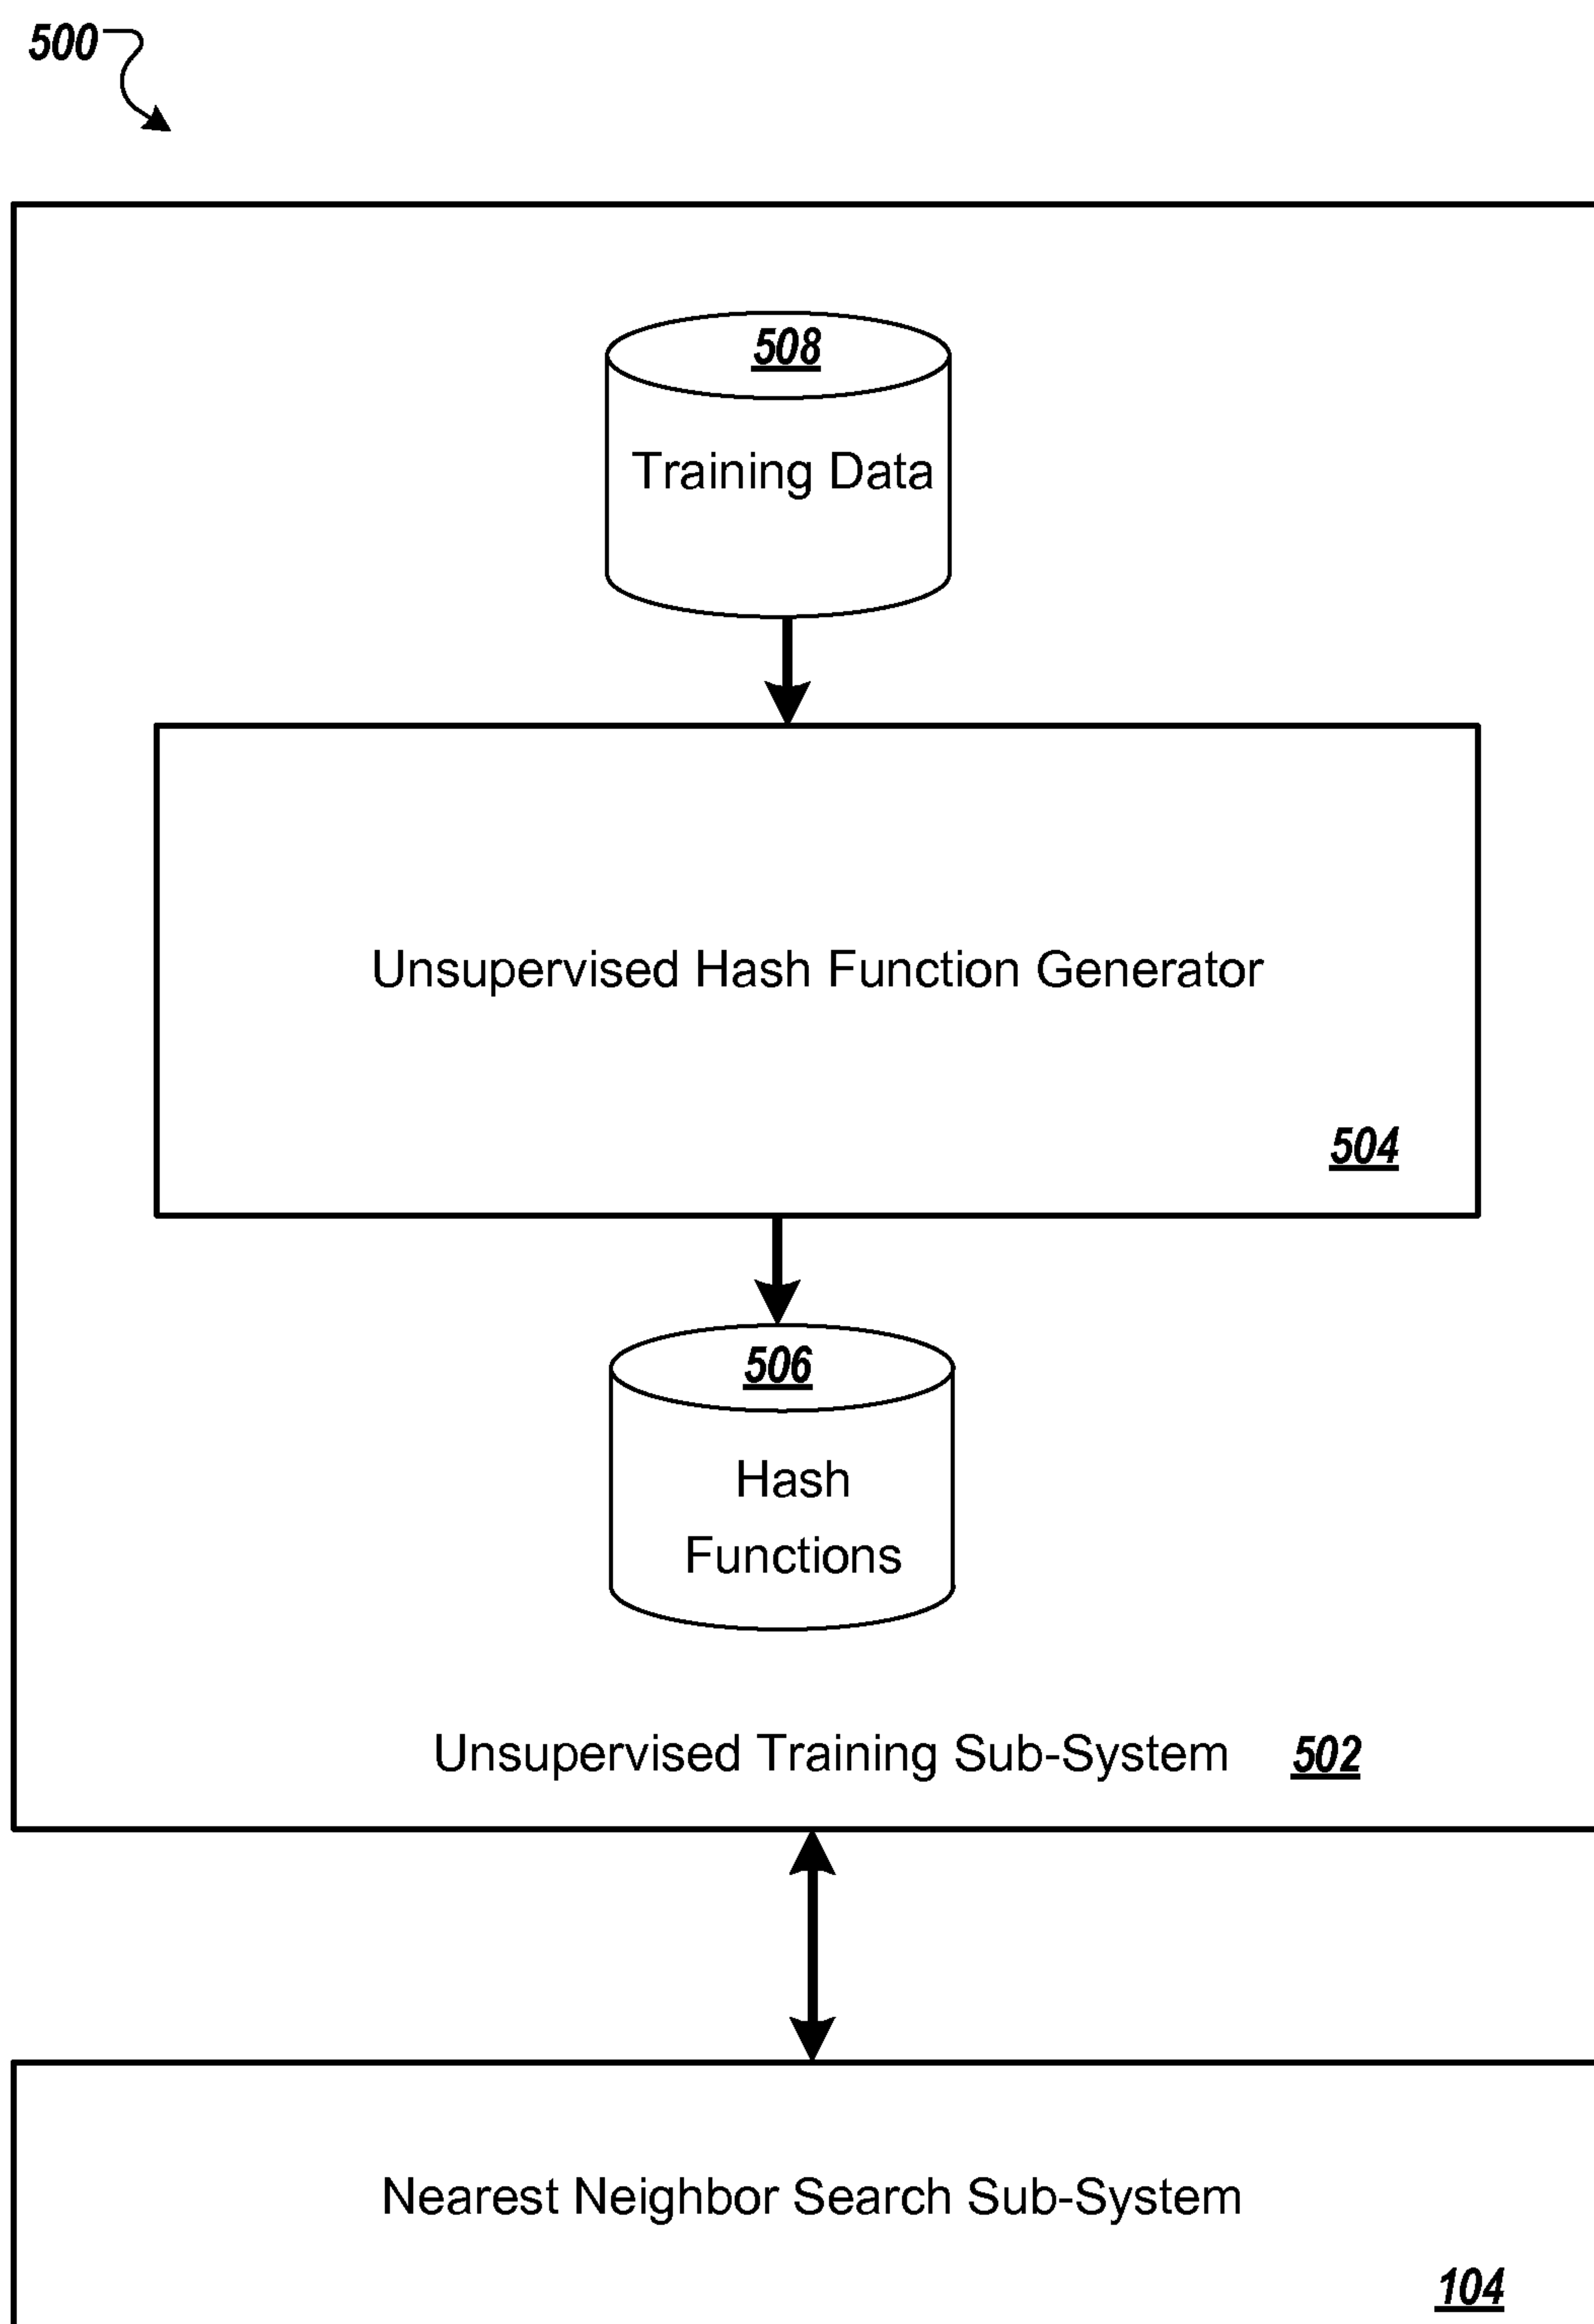 500
508
Training Data
Unsupervised Hash Function Generator
504
506
Hash
Functions
Unsupervised Training Sub-System 502
Nearest Neighbor Search Sub-System
104